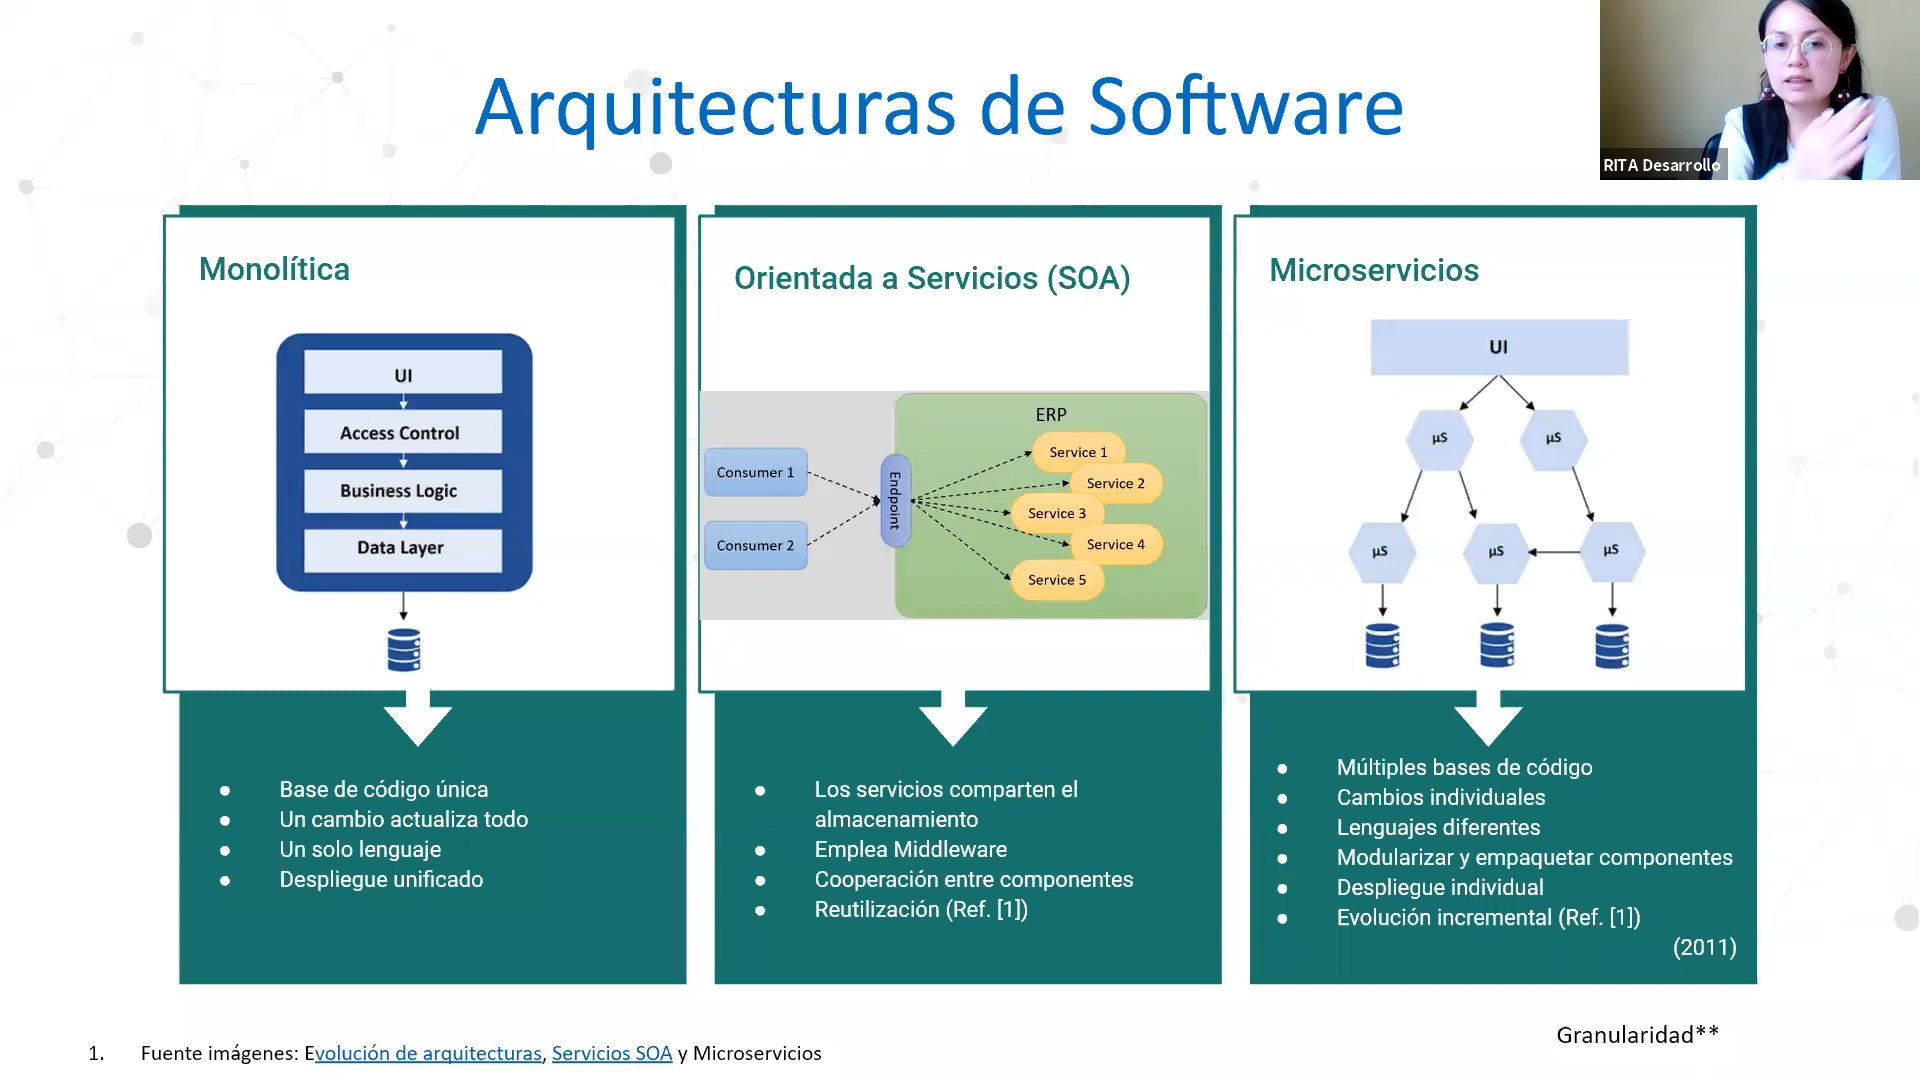 Arquitecturas de Software
RITA Desarrollo
Monolítica
UI
Access Control
Business Logic
Data Layer
Base de código única
Un cambio actualiza todo
Un solo lenguaje
Despliegue unificado
Orientada a Servicios (SOA)
ERP
Consumer 1
Consumer 2
Endpoint
Service 1
Service 2
Service 3
Service 4
Service 5
Los servicios comparten el
almacenamiento
Emplea Middleware
Cooperación entre componentes
Reutilización (Ref. [1])
Microservicios
UI
µS
µS
µS
µS
µS
Múltiples bases de código
Cambios individuales
Lenguajes diferentes
Modularizar y empaquetar componentes
Despliegue individual
Evolución incremental (Ref. [1])
(2011)
Granularidad**
1. Fuente imágenes: Evolución de arquitecturas, Servicios SOA y Microservicios